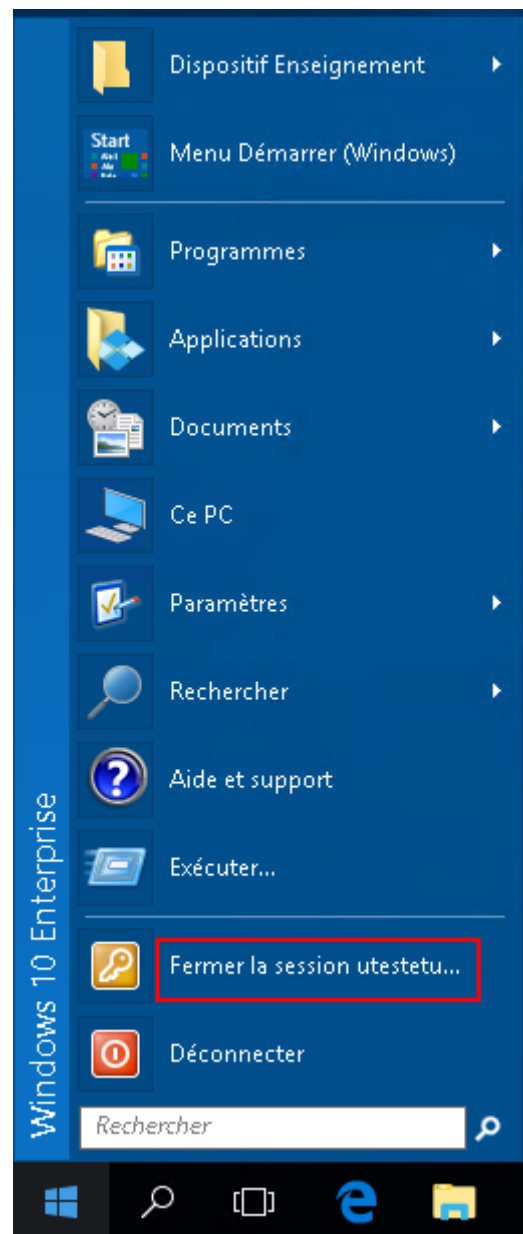 Dispositif Enseignement
Start
Menu Démarrer (Windows)
Programmes
Applications
Documents
Ce PC
Paramètres
Rechercher
Aide et support
Exécuter...
Fermer la session utestetu...
Déconnecter
Rechercher
Windows 10 Enterprise